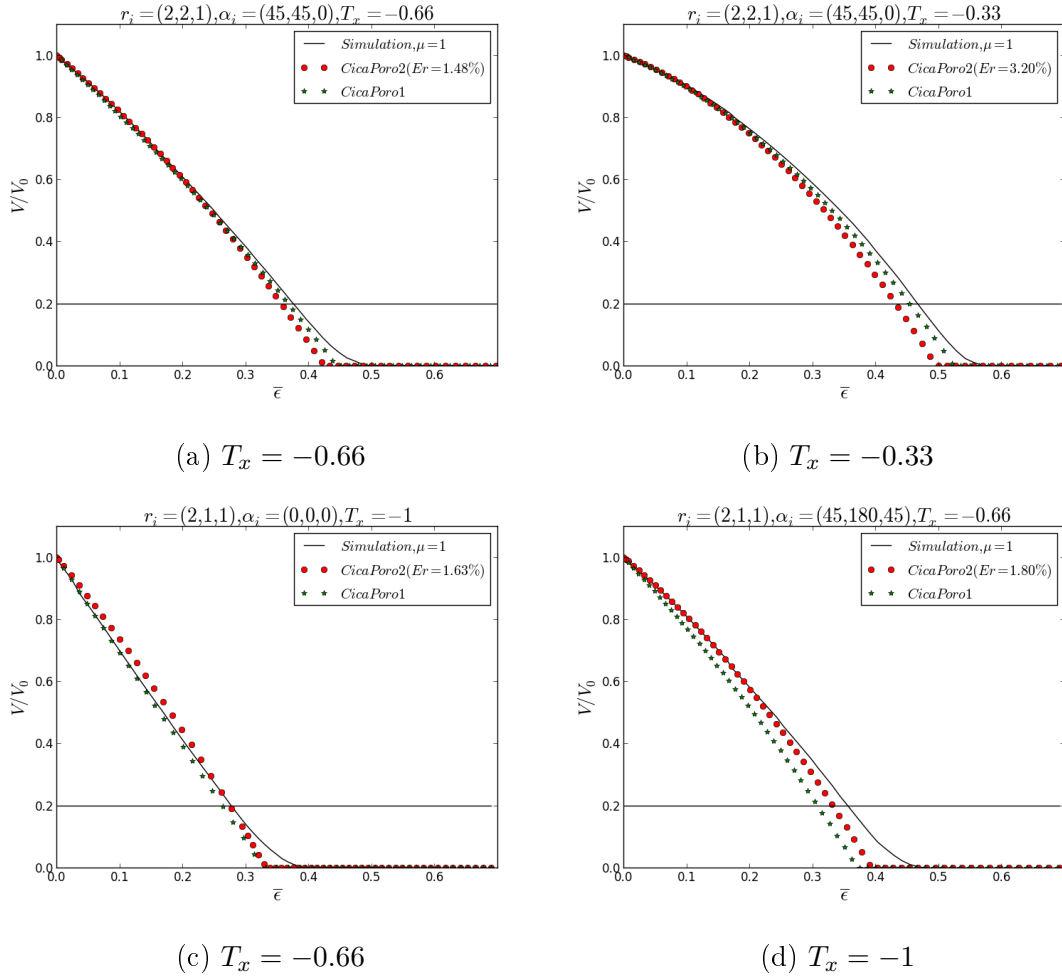 r_i=(2,2,1),α_i=(45,45,0),T_x=−0.66
Simulation,μ=1
CicaPoro2(Er=1.48%)
CicaPoro1
V/V_0
1.0
0.8
0.6
0.4
0.2
0.0
0.0 0.1 0.2 0.3 0.4 0.5 0.6
ϵ̅
(a) T_x = −0.66
r_i=(2,2,1),α_i=(45,45,0),T_x=−0.33
Simulation,μ=1
CicaPoro2(Er=3.20%)
CicaPoro1
V/V_0
1.0
0.8
0.6
0.4
0.2
0.0
0.0 0.1 0.2 0.3 0.4 0.5 0.6
ϵ̅
(b) T_x = −0.33
r_i=(2,1,1),α_i=(0,0,0),T_x=−1
Simulation,μ=1
CicaPoro2(Er=1.63%)
CicaPoro1
V/V_0
1.0
0.8
0.6
0.4
0.2
0.0
0.0 0.1 0.2 0.3 0.4 0.5 0.6
ϵ̅
(c) T_x = −0.66
r_i=(2,1,1),α_i=(45,180,45),T_x=−0.66
Simulation,μ=1
CicaPoro2(Er=1.80%)
CicaPoro1
V/V_0
1.0
0.8
0.6
0.4
0.2
0.0
0.0 0.1 0.2 0.3 0.4 0.5 0.6
ϵ̅
(d) T_x = −1